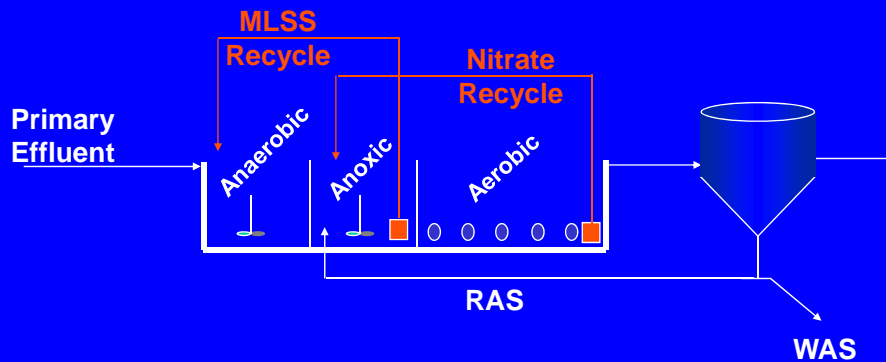 MLSS
Recycle
Nitrate
Recycle
Primary
Effluent
Anaerobic
Anoxic
Aerobic
RAS
WAS